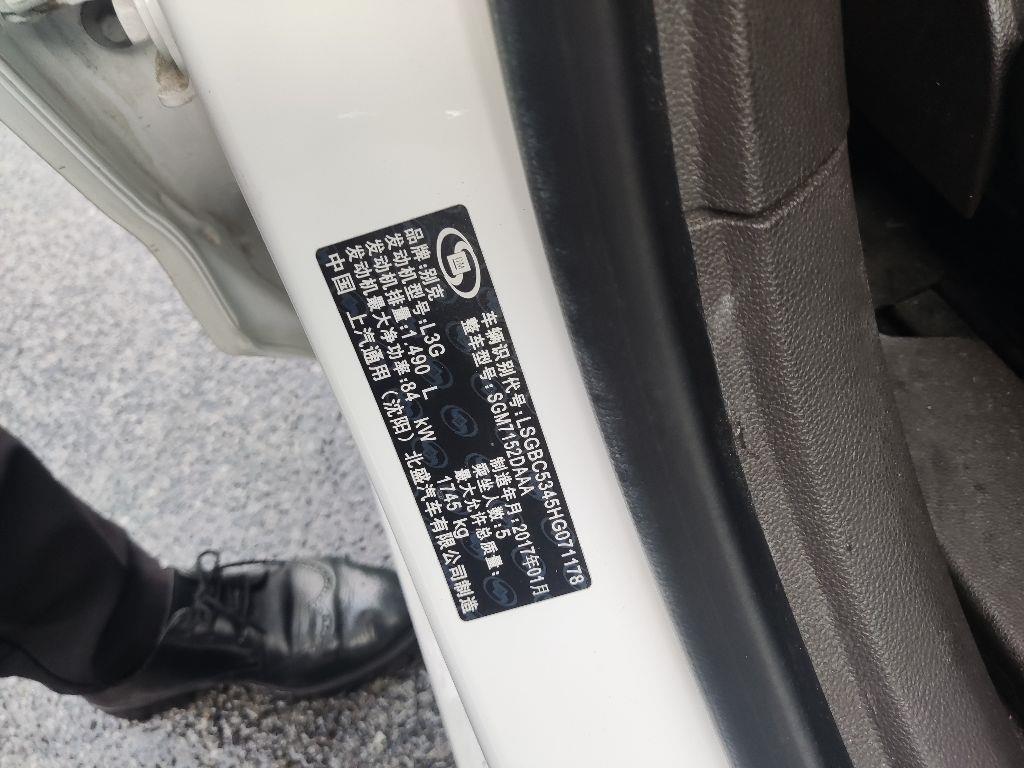 车辆识别代号:LSGBC5345HG071178
品牌:别克 整车型号:SGM7152DAAA
发动机型号:L3G 制造年月:2017年01月
发动机排量:1.490 L 乘坐人数:5
发动机最大净功率:84 kW 最大允许总质量:1745 kg
中国 上汽通用(沈阳)北盛汽车有限公司制造